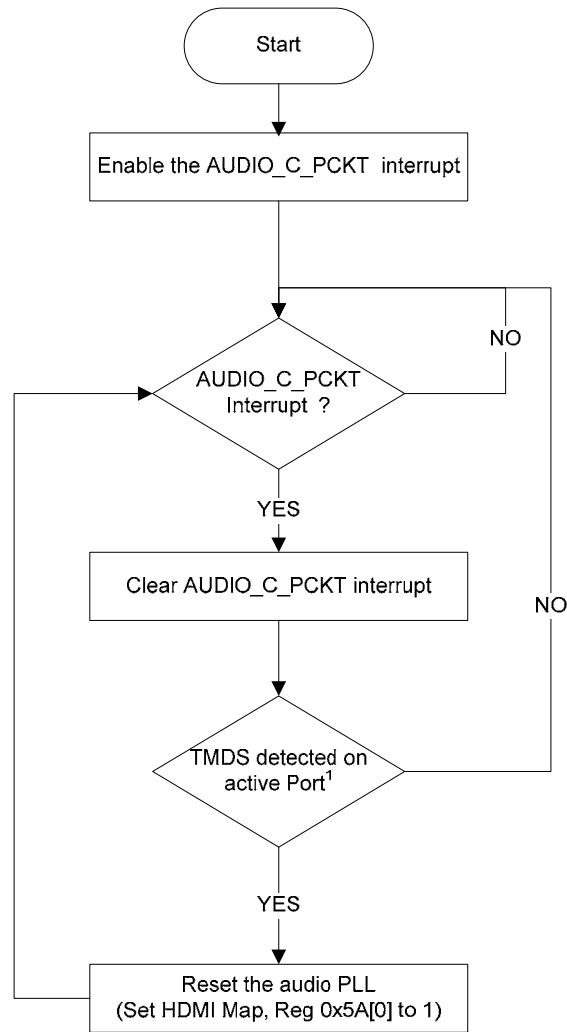 Start
Enable the AUDIO_C_PCKT interrupt
NO
AUDIO_C_PCKT
Interrupt ?
YES
Clear AUDIO_C_PCKT interrupt
NO
TMDS detected on
active Port¹
YES
Reset the audio PLL
(Set HDMI Map, Reg 0x5A[0] to 1)